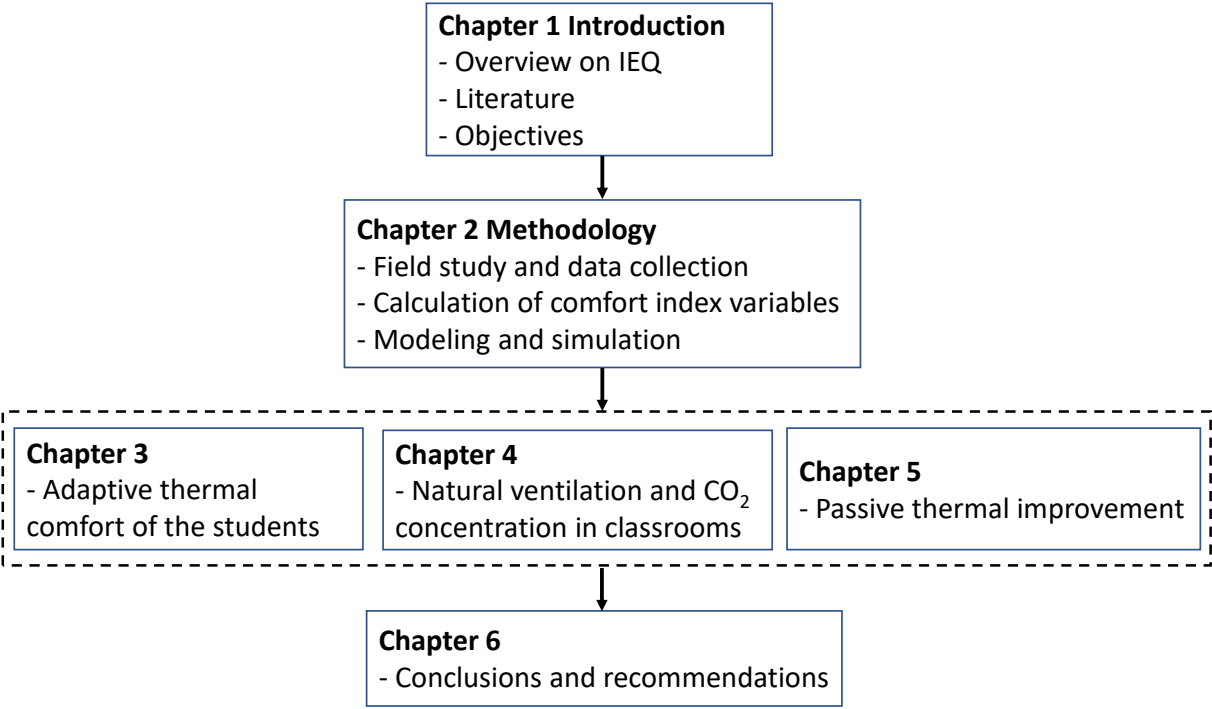 Chapter 1 Introduction
- Overview on IEQ
- Literature
- Objectives
Chapter 2 Methodology
- Field study and data collection
- Calculation of comfort index variables
- Modeling and simulation
Chapter 3
- Adaptive thermal
comfort of the students
Chapter 4
- Natural ventilation and CO₂
concentration in classrooms
Chapter 5
- Passive thermal improvement
Chapter 6
- Conclusions and recommendations